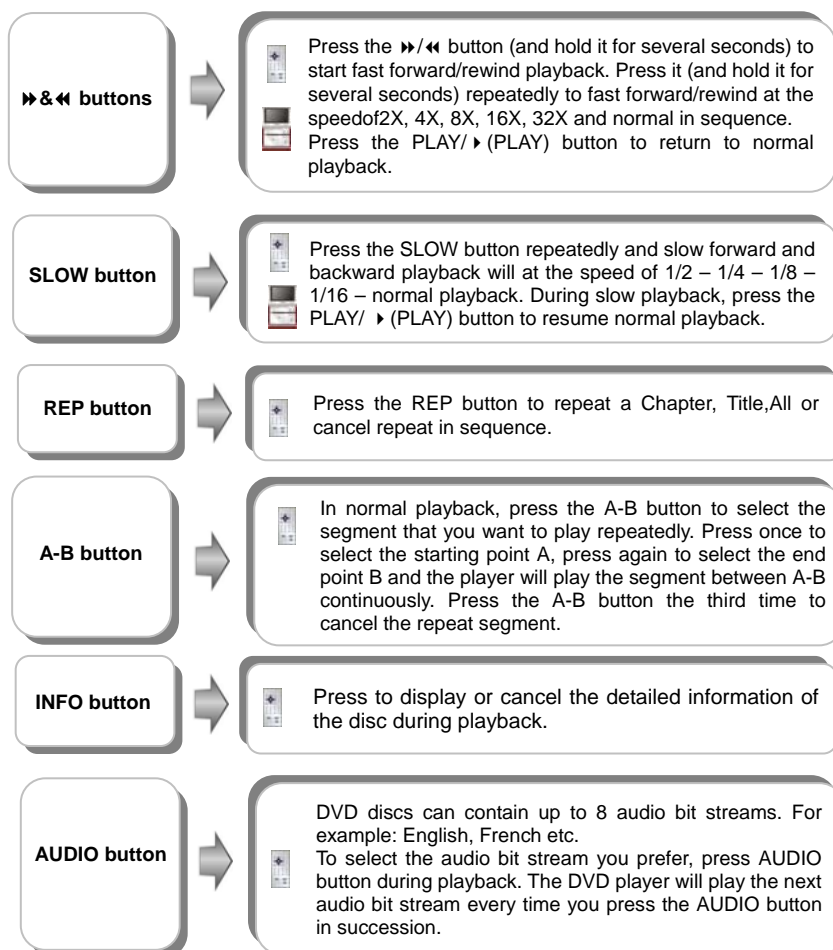 ⏩&⏪ buttons
Press the ⏩/⏪ button (and hold it for several seconds) to
start fast forward/rewind playback. Press it (and hold it for
several seconds) repeatedly to fast forward/rewind at the
speedof2X, 4X, 8X, 16X, 32X and normal in sequence.
Press the PLAY/ ▶ (PLAY) button to return to normal
playback.
SLOW button
Press the SLOW button repeatedly and slow forward and
backward playback will at the speed of 1/2 – 1/4 – 1/8 –
1/16 – normal playback. During slow playback, press the
PLAY/ ▶ (PLAY) button to resume normal playback.
REP button
Press the REP button to repeat a Chapter, Title,All or
cancel repeat in sequence.
A-B button
In normal playback, press the A-B button to select the
segment that you want to play repeatedly. Press once to
select the starting point A, press again to select the end
point B and the player will play the segment between A-B
continuously. Press the A-B button the third time to
cancel the repeat segment.
INFO button
Press to display or cancel the detailed information of
the disc during playback.
AUDIO button
DVD discs can contain up to 8 audio bit streams. For
example: English, French etc.
To select the audio bit stream you prefer, press AUDIO
button during playback. The DVD player will play the next
audio bit stream every time you press the AUDIO button
in succession.